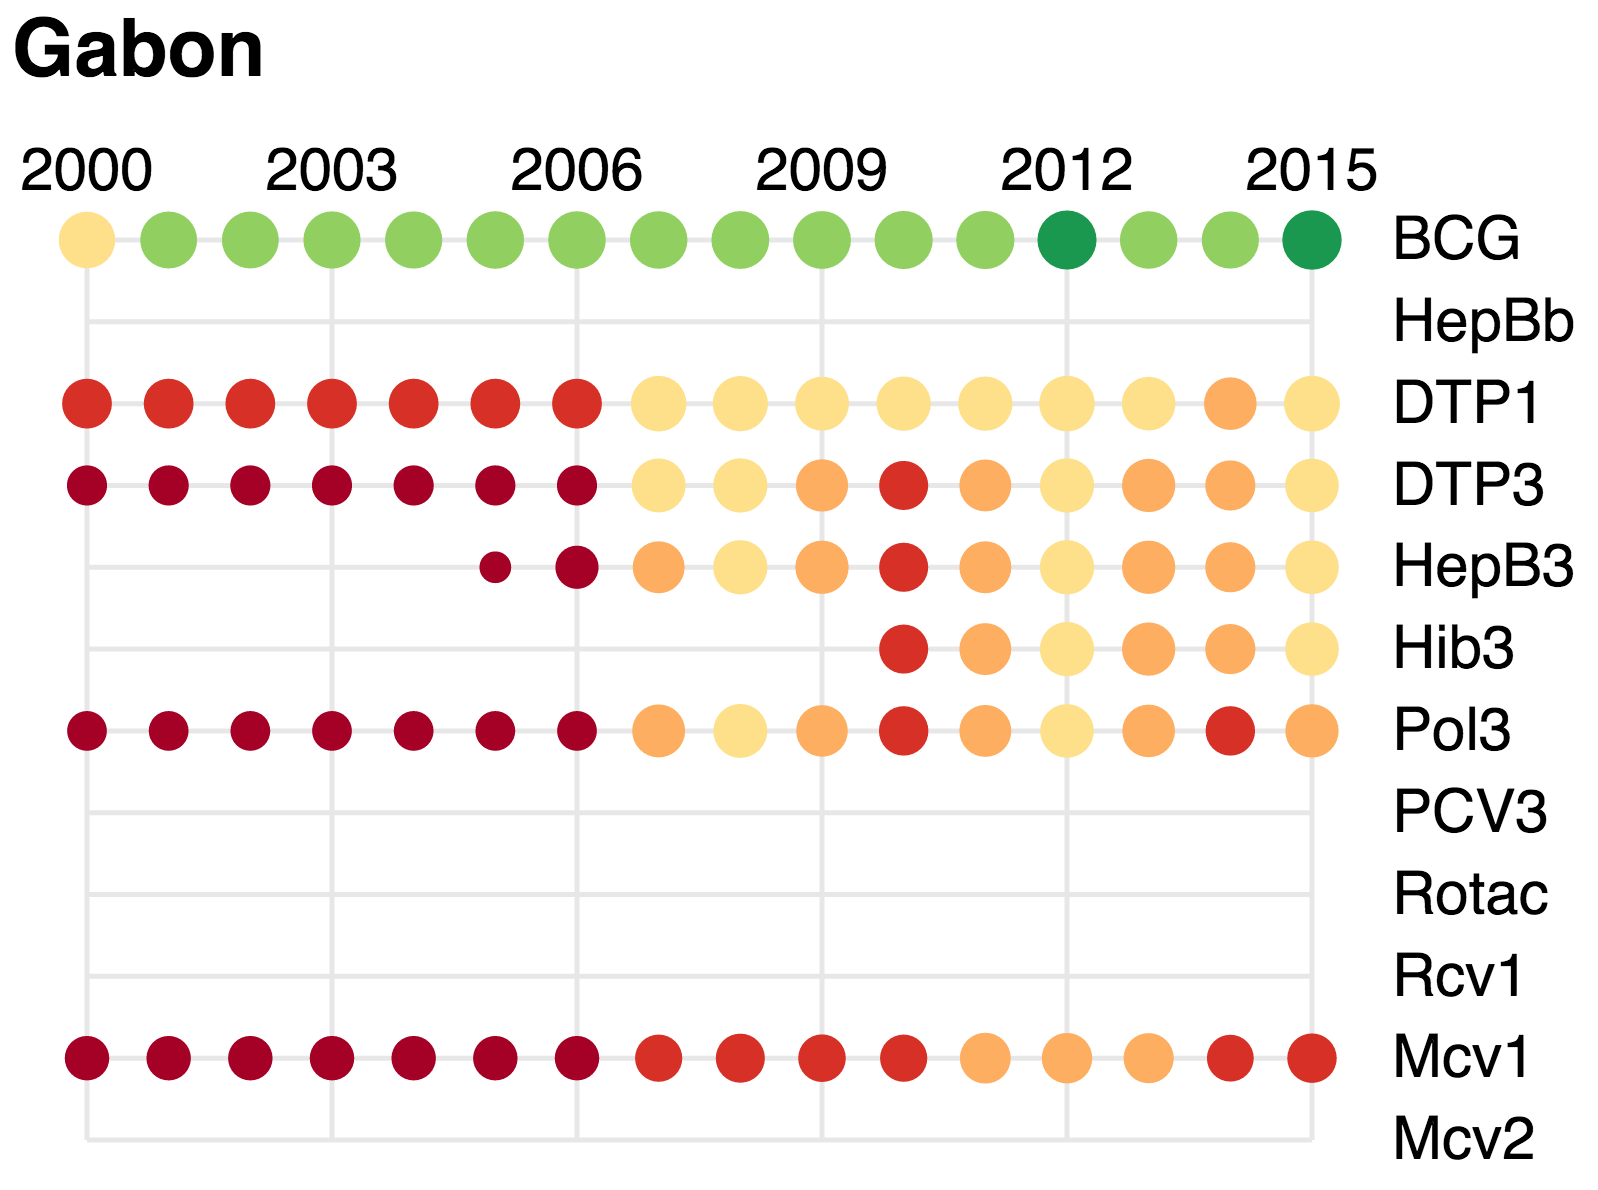 Gabon
2000 2003 2006 2009 2012 2015
BCG
HepBb
DTP1
DTP3
HepB3
Hib3
Pol3
PCV3
Rotac
Rcv1
Mcv1
Mcv2